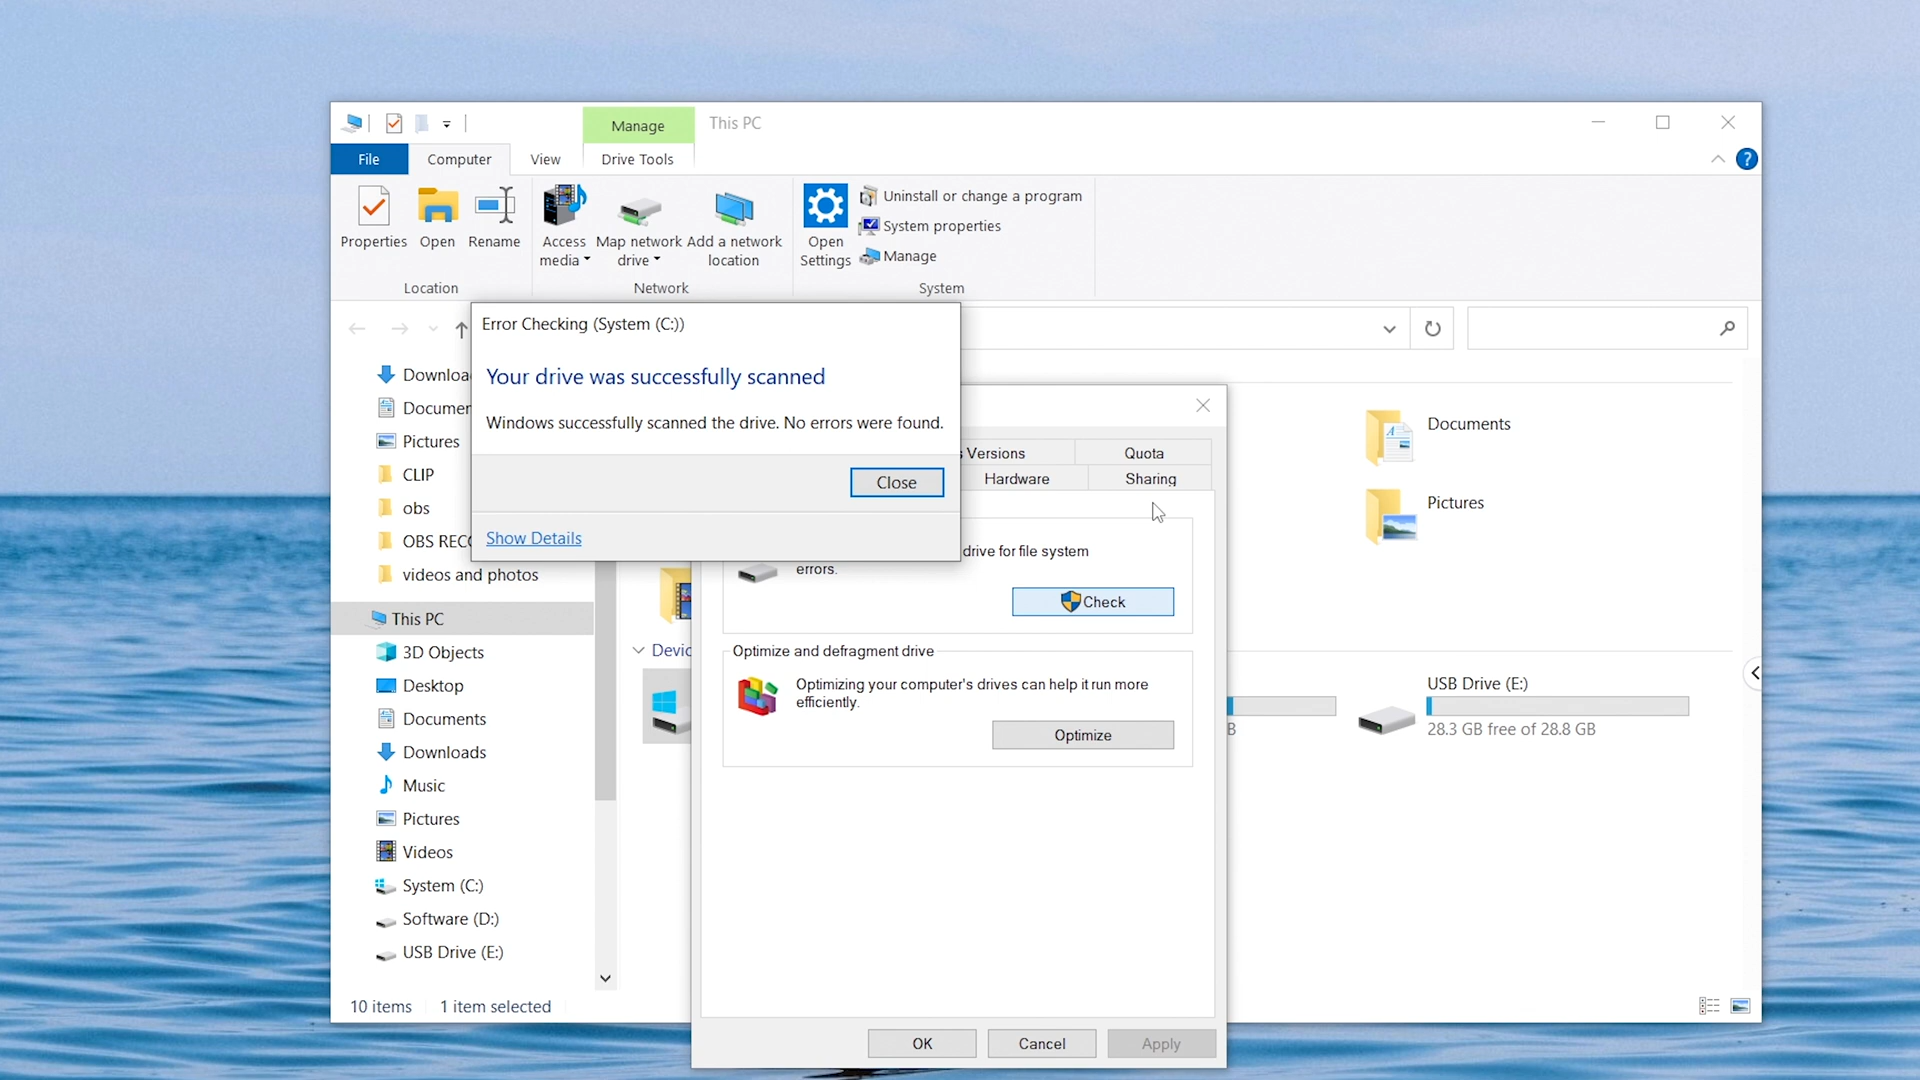 Manage
This PC
File
Computer
View
Drive Tools
Properties
Open
Rename
Access
media
Map network
drive
Add a network
location
Open
Settings
Uninstall or change a program
System properties
Manage
Location
Network
System
Error Checking (System (C:))
Your drive was successfully scanned
Windows successfully scanned the drive. No errors were found.
Close
Show Details
Pictures
CLIP
obs
OBS
videos and photos
This PC
3D Objects
Desktop
Documents
Downloads
Music
Pictures
Videos
System (C:)
Software (D:)
USB Drive (E:)
10 items
1 item selected
Versions
Quota
Hardware
Sharing
drive for file system
errors.
Check
Optimize and defragment drive
Optimizing your computer's drives can help it run more
efficiently.
Optimize
OK
Cancel
Apply
Documents
Pictures
USB Drive (E:)
28.3 GB free of 28.8 GB